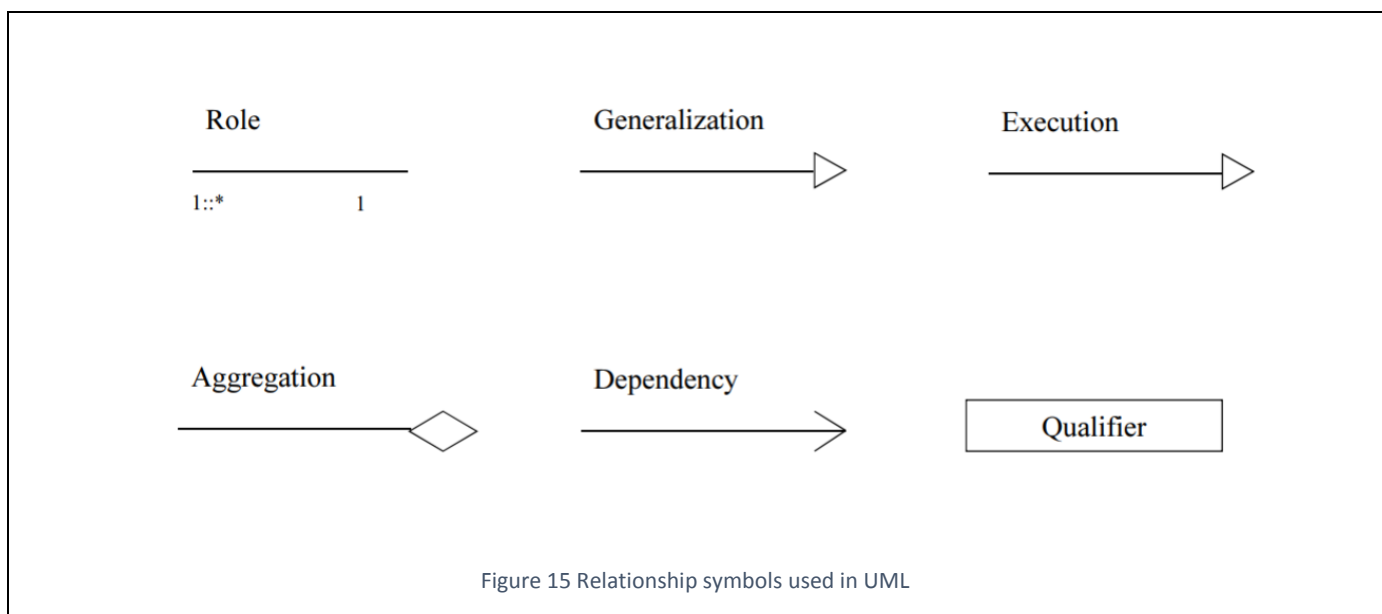 Role
Generalization
Execution
1::*
1
Aggregation
Dependency
Qualifier
Figure 15 Relationship symbols used in UML